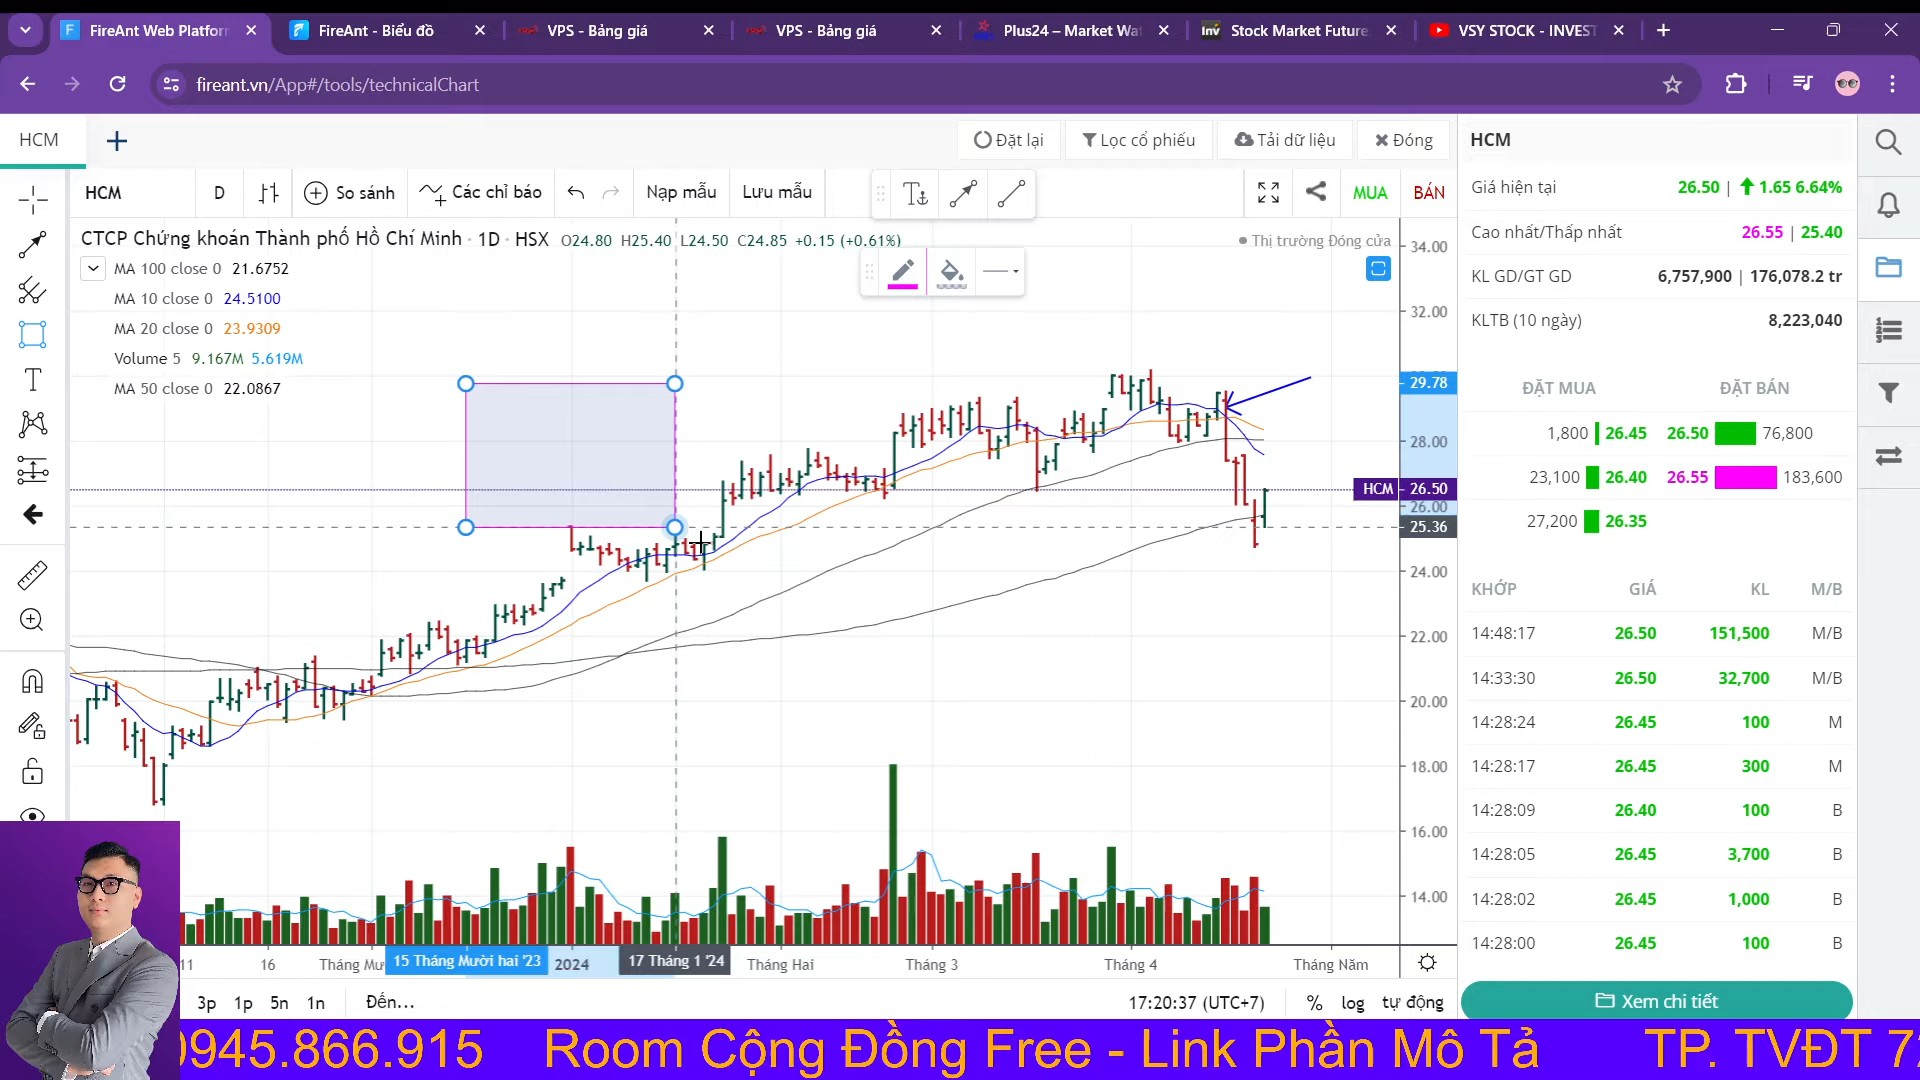 FireAnt Web Platform
FireAnt - Biểu đồ
VPS - Bảng giá
VPS - Bảng giá
Plus24 – Market Wat
Stock Market Future
VSY STOCK - INVEST
fireant.vn/App#/tools/technicalChart
HCM
Đặt lại
Lọc cổ phiếu
Tải dữ liệu
Đóng
HCM
HCM D So sánh Các chỉ báo Nạp mẫu Lưu mẫu MUA BÁN
CTCP Chứng khoán Thành phố Hồ Chí Minh · 1D · HSX O24.80 H25.40 L24.50 C24.85 +0.15 (+0.61%)
Thị trường Đóng cửa
MA 100 close 0 21.6752
MA 10 close 0 24.5100
MA 20 close 0 23.9309
Volume 5 9.167M 5.619M
MA 50 close 0 22.0867
34.00
32.00
29.78
28.00
HCM 26.50
26.00
25.36
24.00
22.00
20.00
18.00
16.00
14.00
11 16 Tháng Mư 15 Tháng Mười hai '23 2024 17 Tháng 1 '24 Tháng Hai Tháng 3 Tháng 4 Tháng Năm
3p 1p 5n 1n Đến... 17:20:37 (UTC+7) % log tự động
Giá hiện tại 26.50 | 1.65 6.64%
Cao nhất/Thấp nhất 26.55 | 25.40
KL GD/GT GD 6,757,900 | 176,078.2 tr
KLTB (10 ngày) 8,223,040
ĐẶT MUA ĐẶT BÁN
1,800 26.45 26.50 76,800
23,100 26.40 26.55 183,600
27,200 26.35
KHỚP GIÁ KL M/B
14:48:17 26.50 151,500 M/B
14:33:30 26.50 32,700 M/B
14:28:24 26.45 100 M
14:28:17 26.45 300 M
14:28:09 26.40 100 B
14:28:05 26.45 3,700 B
14:28:02 26.45 1,000 B
14:28:00 26.45 100 B
Xem chi tiết
0945.866.915 Room Cộng Đồng Free - Link Phần Mô Tả TP. TVĐT